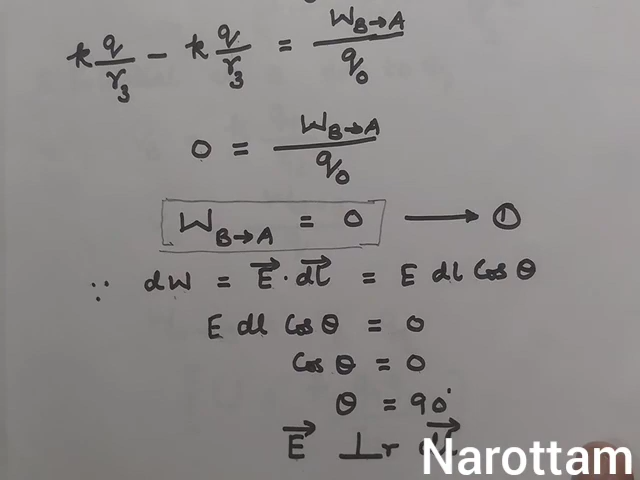 k q/r₃ − k q/r₃ = W_B→A / q₀
0 = W_B→A / q₀
W_B→A = 0 ⟶ ①
∵ dW = E⃗ · dl⃗ = E dl Cos θ
E dl Cos θ = 0
Cos θ = 0
θ = 90°
E⃗ ⊥r dl⃗
Narottam